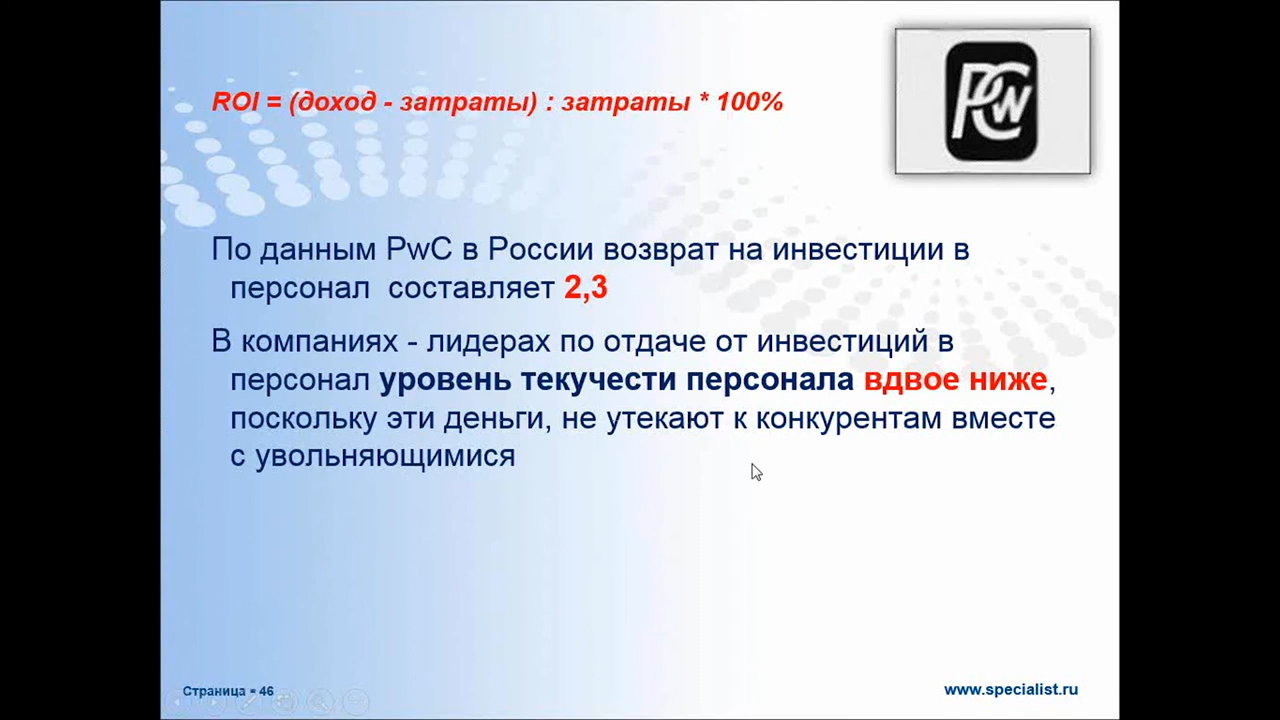 ROI = (доход - затраты) : затраты * 100%
PCW
По данным PwC в России возврат на инвестиции в
персонал составляет 2,3
В компаниях - лидерах по отдаче от инвестиций в
персонал уровень текучести персонала вдвое ниже,
поскольку эти деньги, не утекают к конкурентам вместе
с увольняющимися
Страница = 46
www.specialist.ru